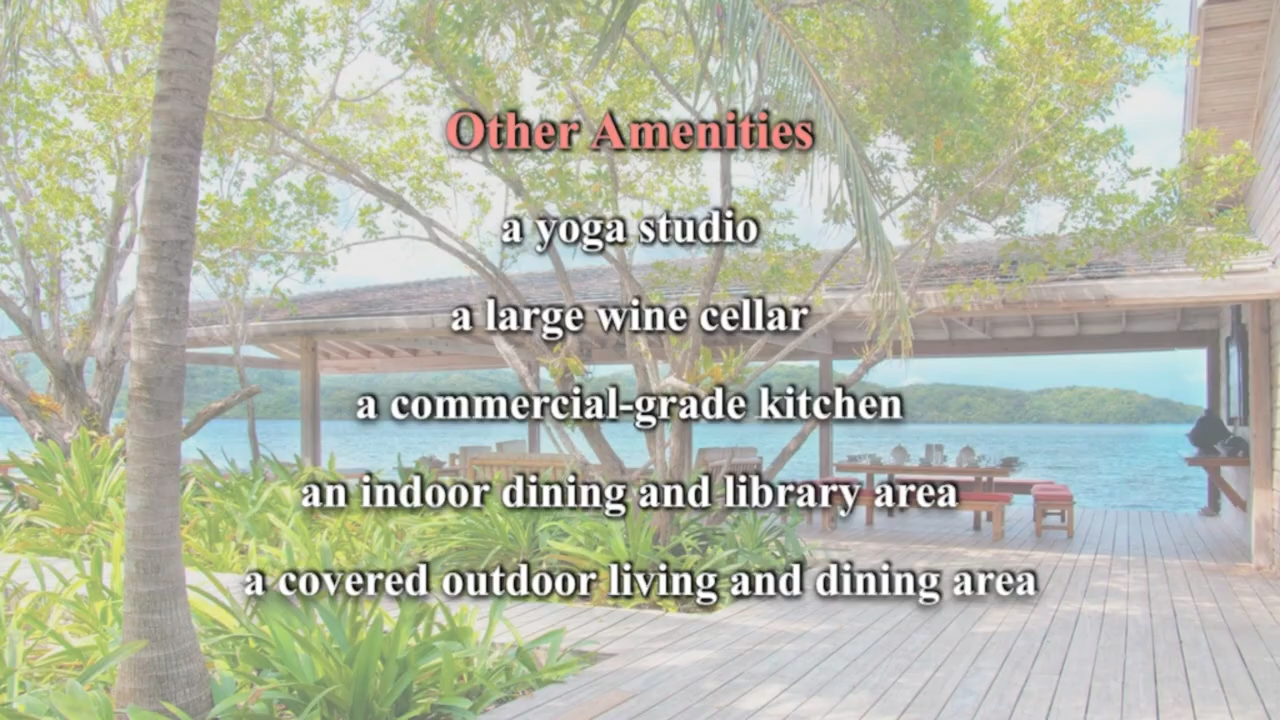 Other Amenities
a yoga studio
a large wine cellar
a commercial-grade kitchen
an indoor dining and library area
a covered outdoor living and dining area